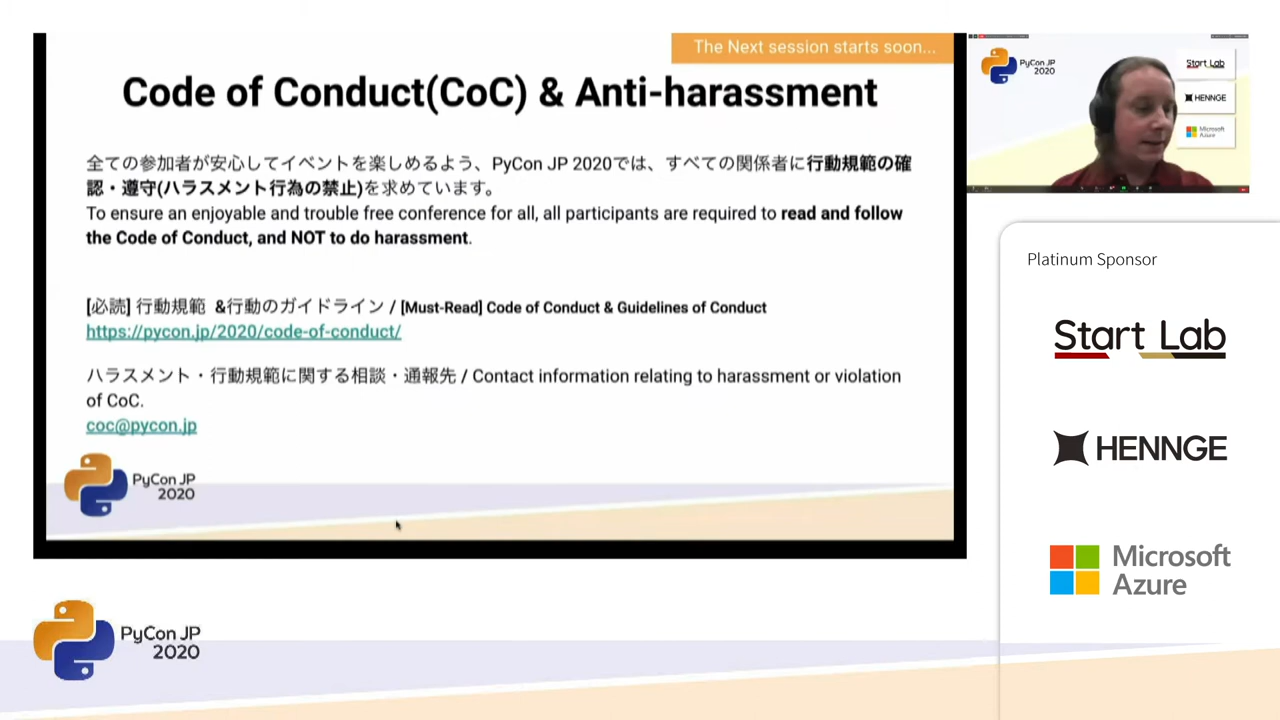 The Next session starts soon...
Code of Conduct(CoC) & Anti-harassment
全ての参加者が安心してイベントを楽しめるよう、PyCon JP 2020では、すべての関係者に行動規範の確
認・遵守(ハラスメント行為の禁止)を求めています。
To ensure an enjoyable and trouble free conference for all, all participants are required to read and follow
the Code of Conduct, and NOT to do harassment.
[必読] 行動規範 &行動のガイドライン / [Must-Read] Code of Conduct & Guidelines of Conduct
https://pycon.jp/2020/code-of-conduct/
ハラスメント・行動規範に関する相談・通報先 / Contact information relating to harassment or violation
of CoC.
coc@pycon.jp
PyCon JP
2020
PyCon JP
2020
Start Lab
HENNGE
Microsoft
Azure
Platinum Sponsor
Start Lab
HENNGE
Microsoft
Azure
PyCon JP
2020